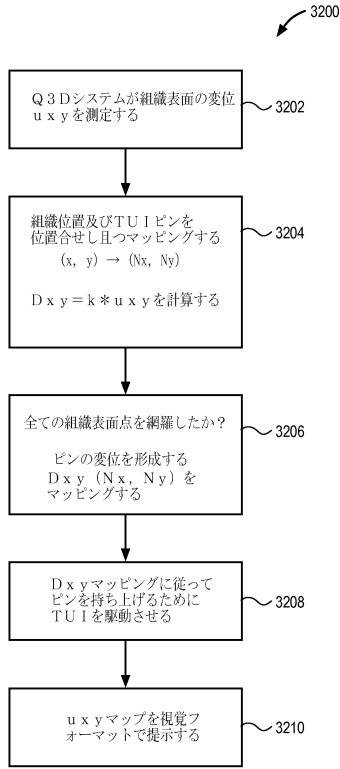 3200
Q3Dシステムが組織表面の変位
uxyを測定する
3202
組織位置及びTUIピンを
位置合せし且つマッピングする
(x, y) → (Nx, Ny)
Dxy=k*uxyを計算する
3204
全ての組織表面点を網羅したか?
ピンの変位を形成する
Dxy(Nx,Ny)を
マッピングする
3206
Dxyマッピングに従って
ピンを持ち上げるために
TUIを駆動させる
3208
uxyマップを視覚フ
ォーマットで提示する
3210